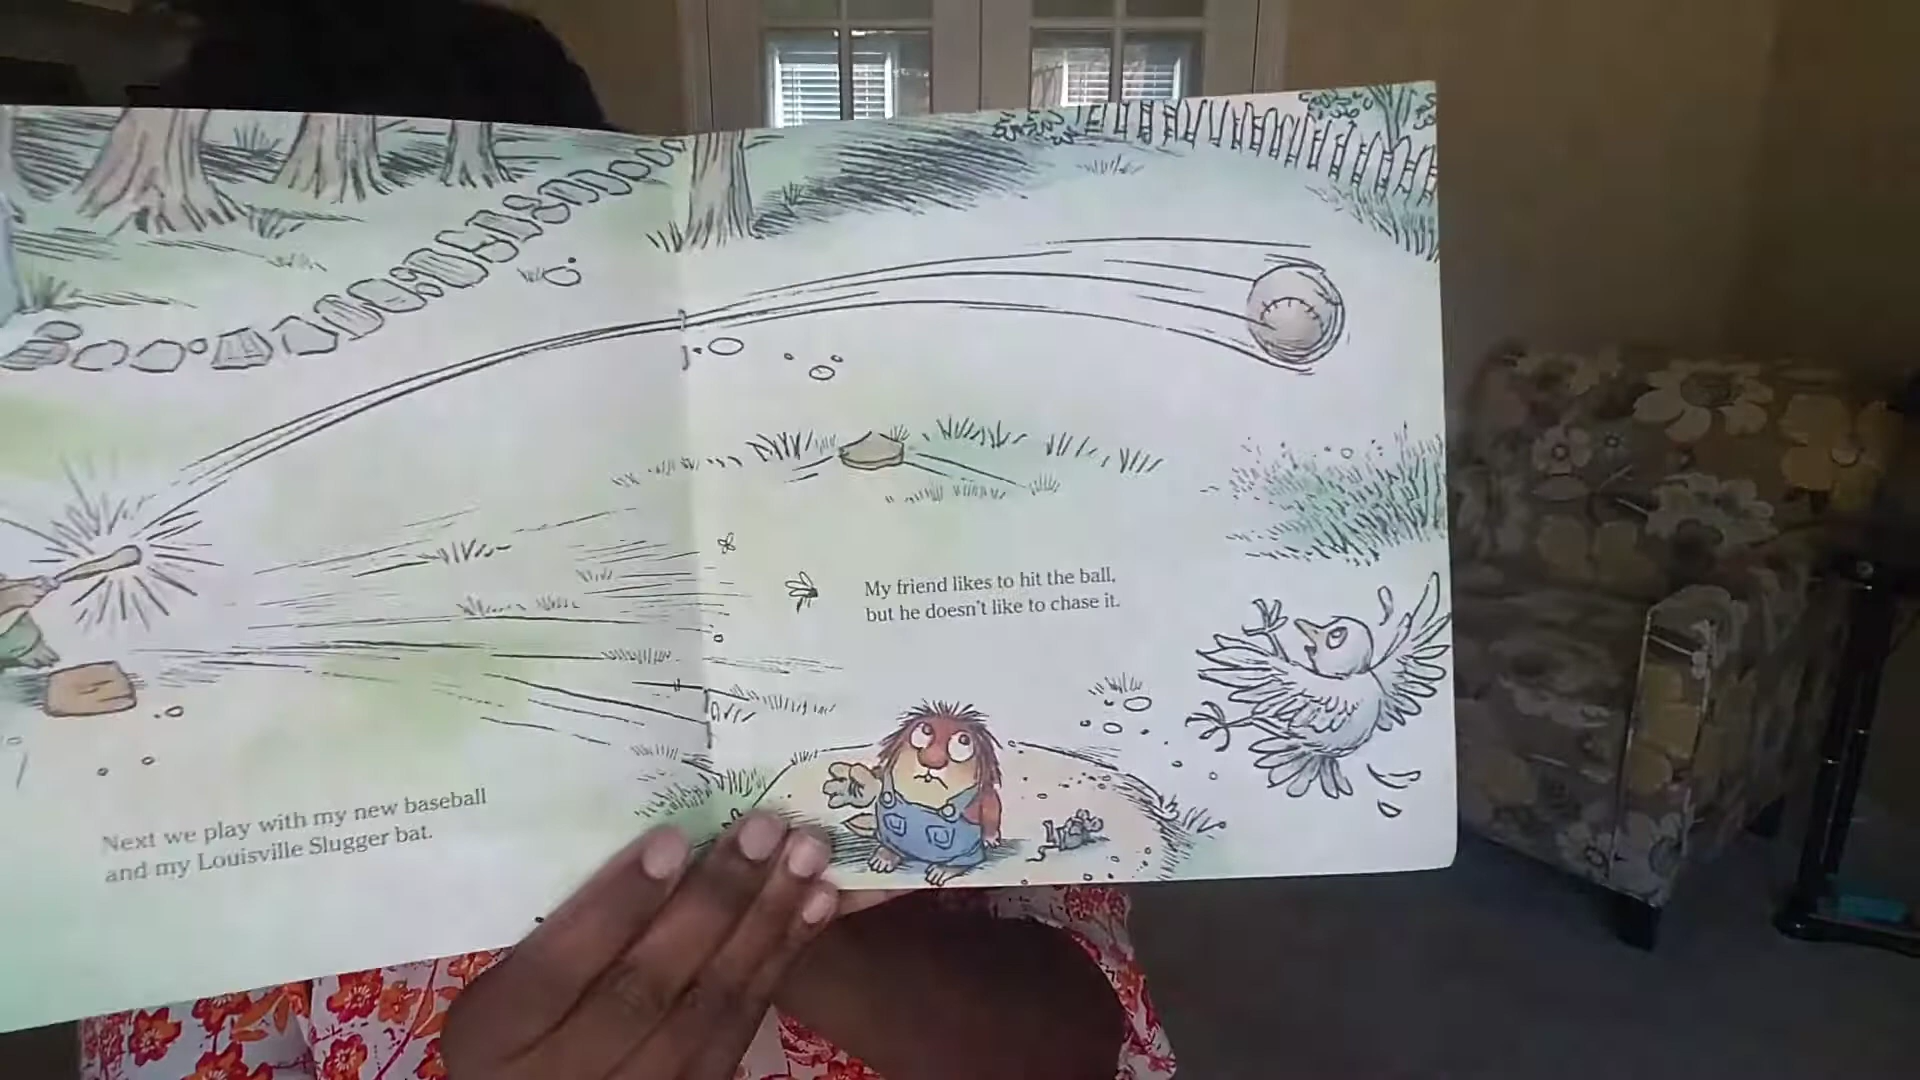 Next we play with my new baseball
and my Louisville Slugger bat.
My friend likes to hit the ball,
but he doesn't like to chase it.